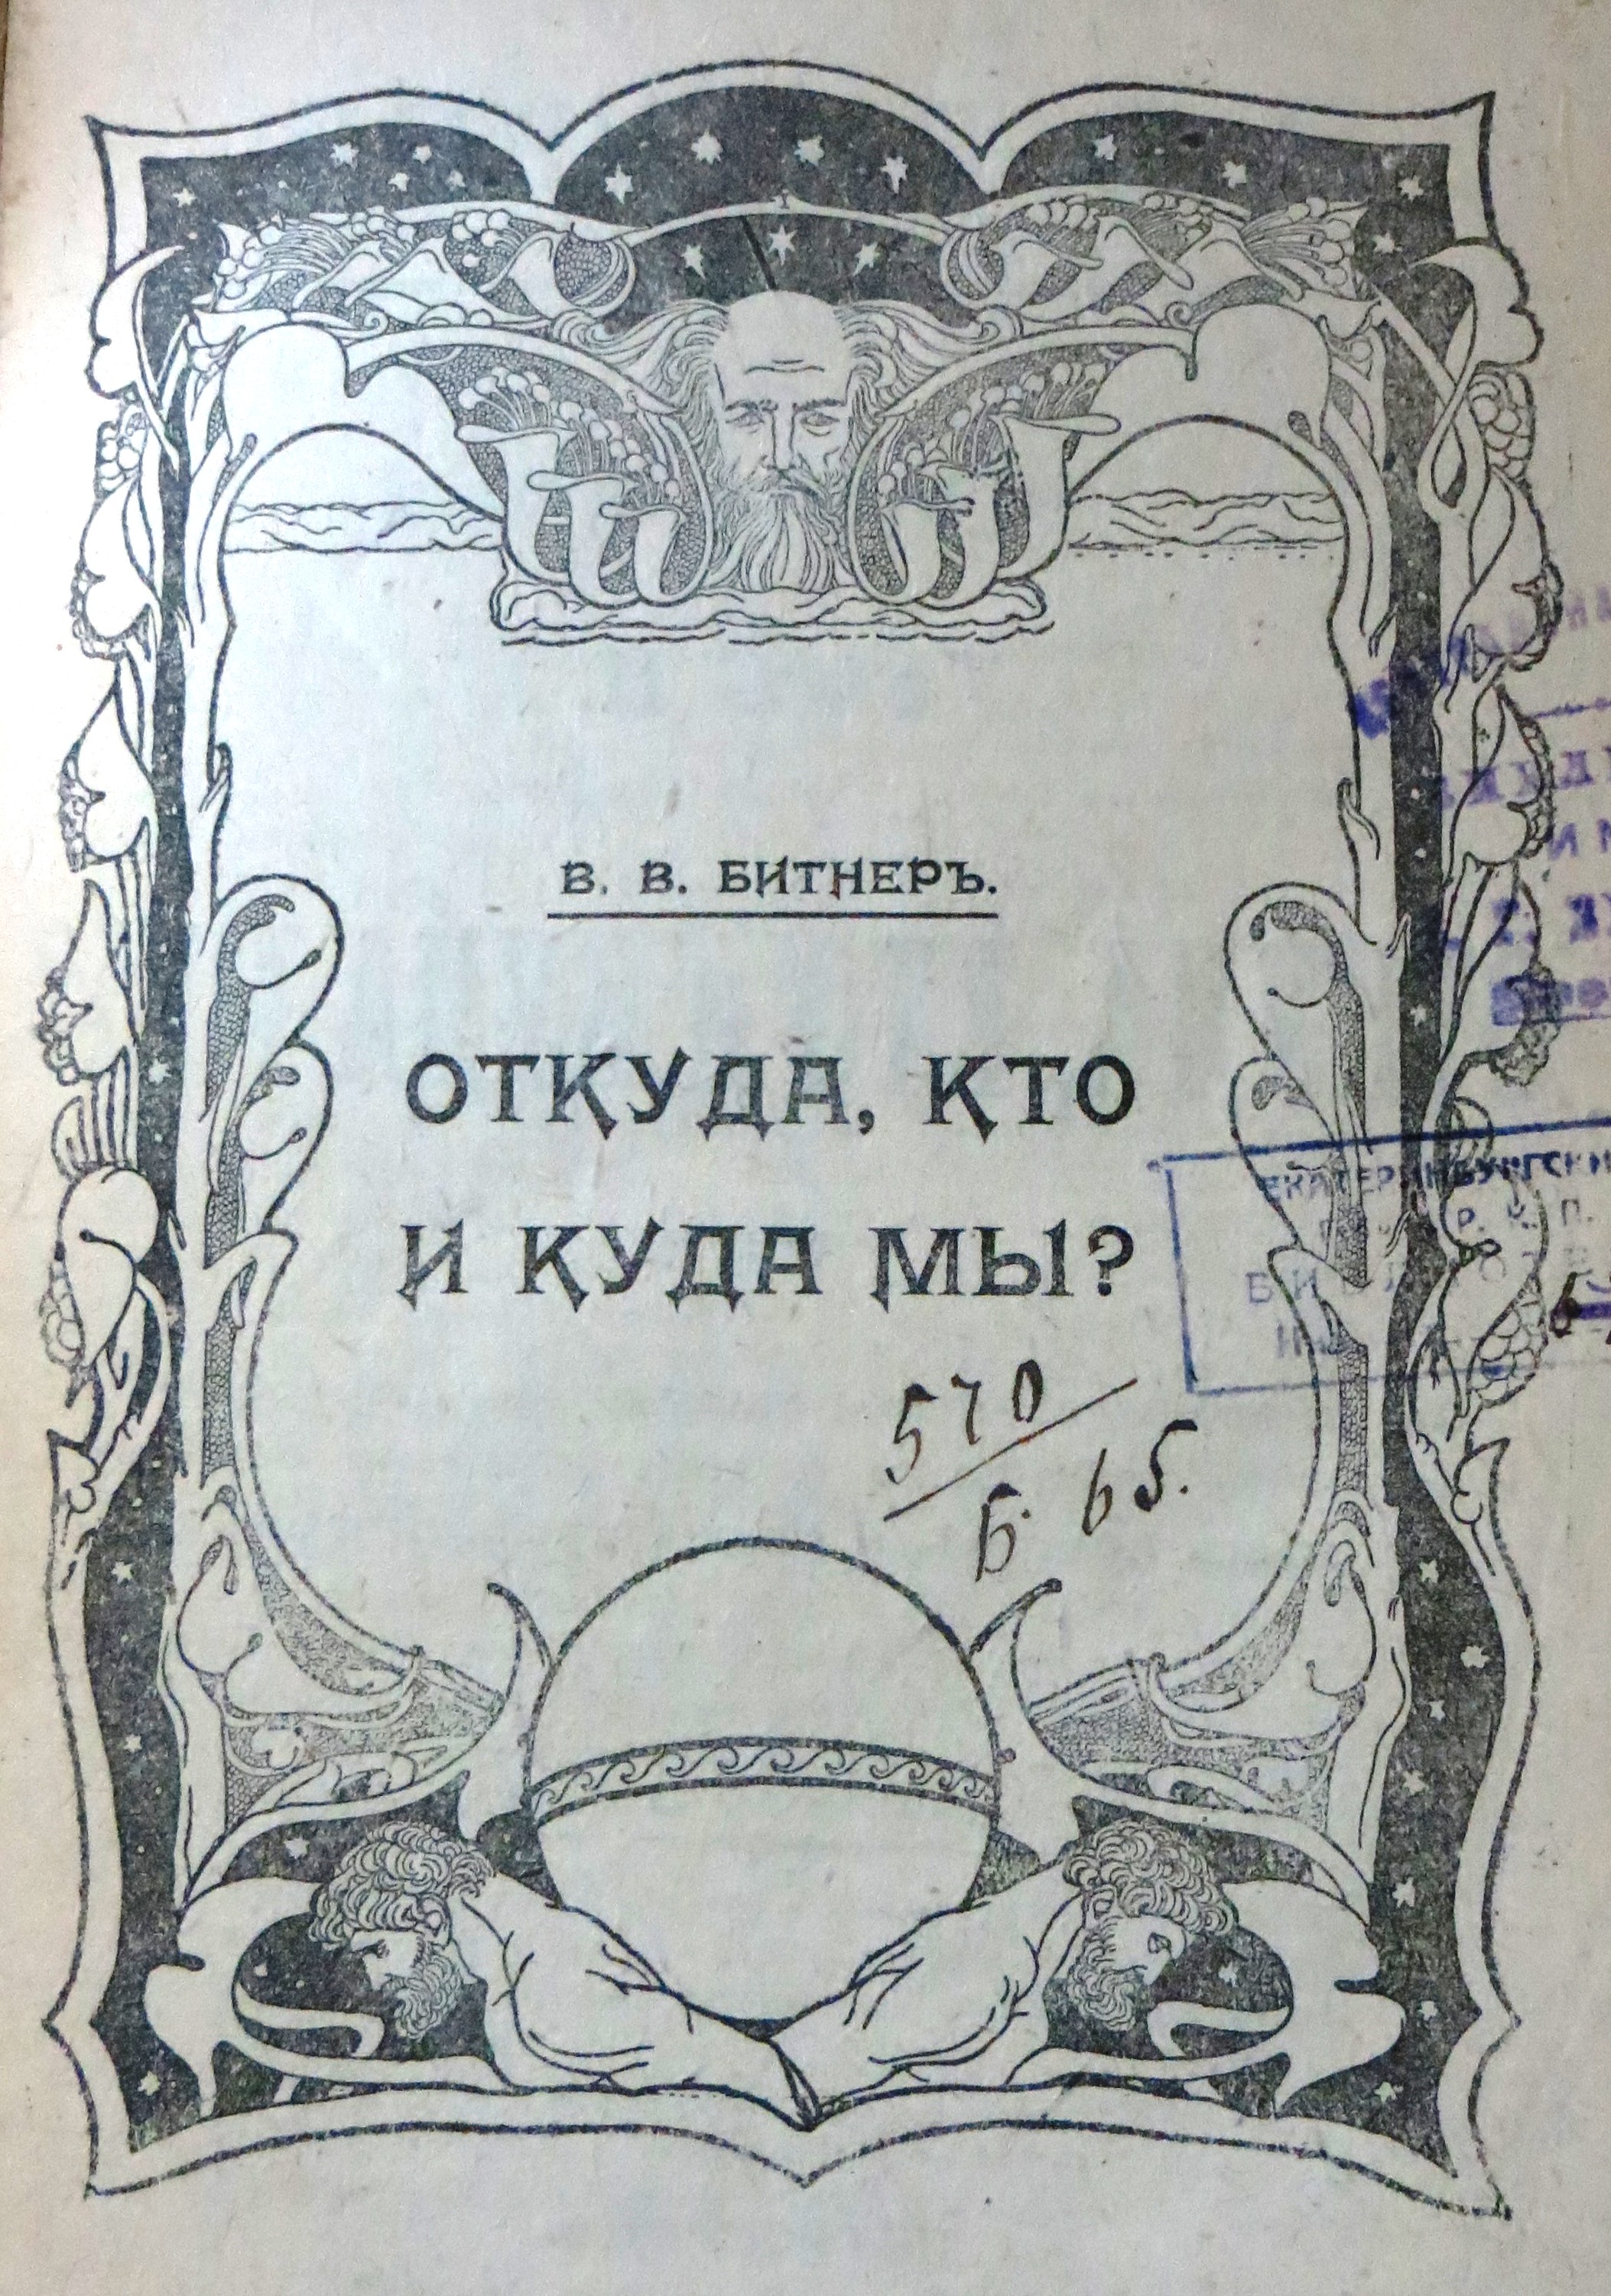 В. В. БИТНЕРЪ.
ОТКУДА, КТО
И КУДА МЫ?
570
Б. 65.